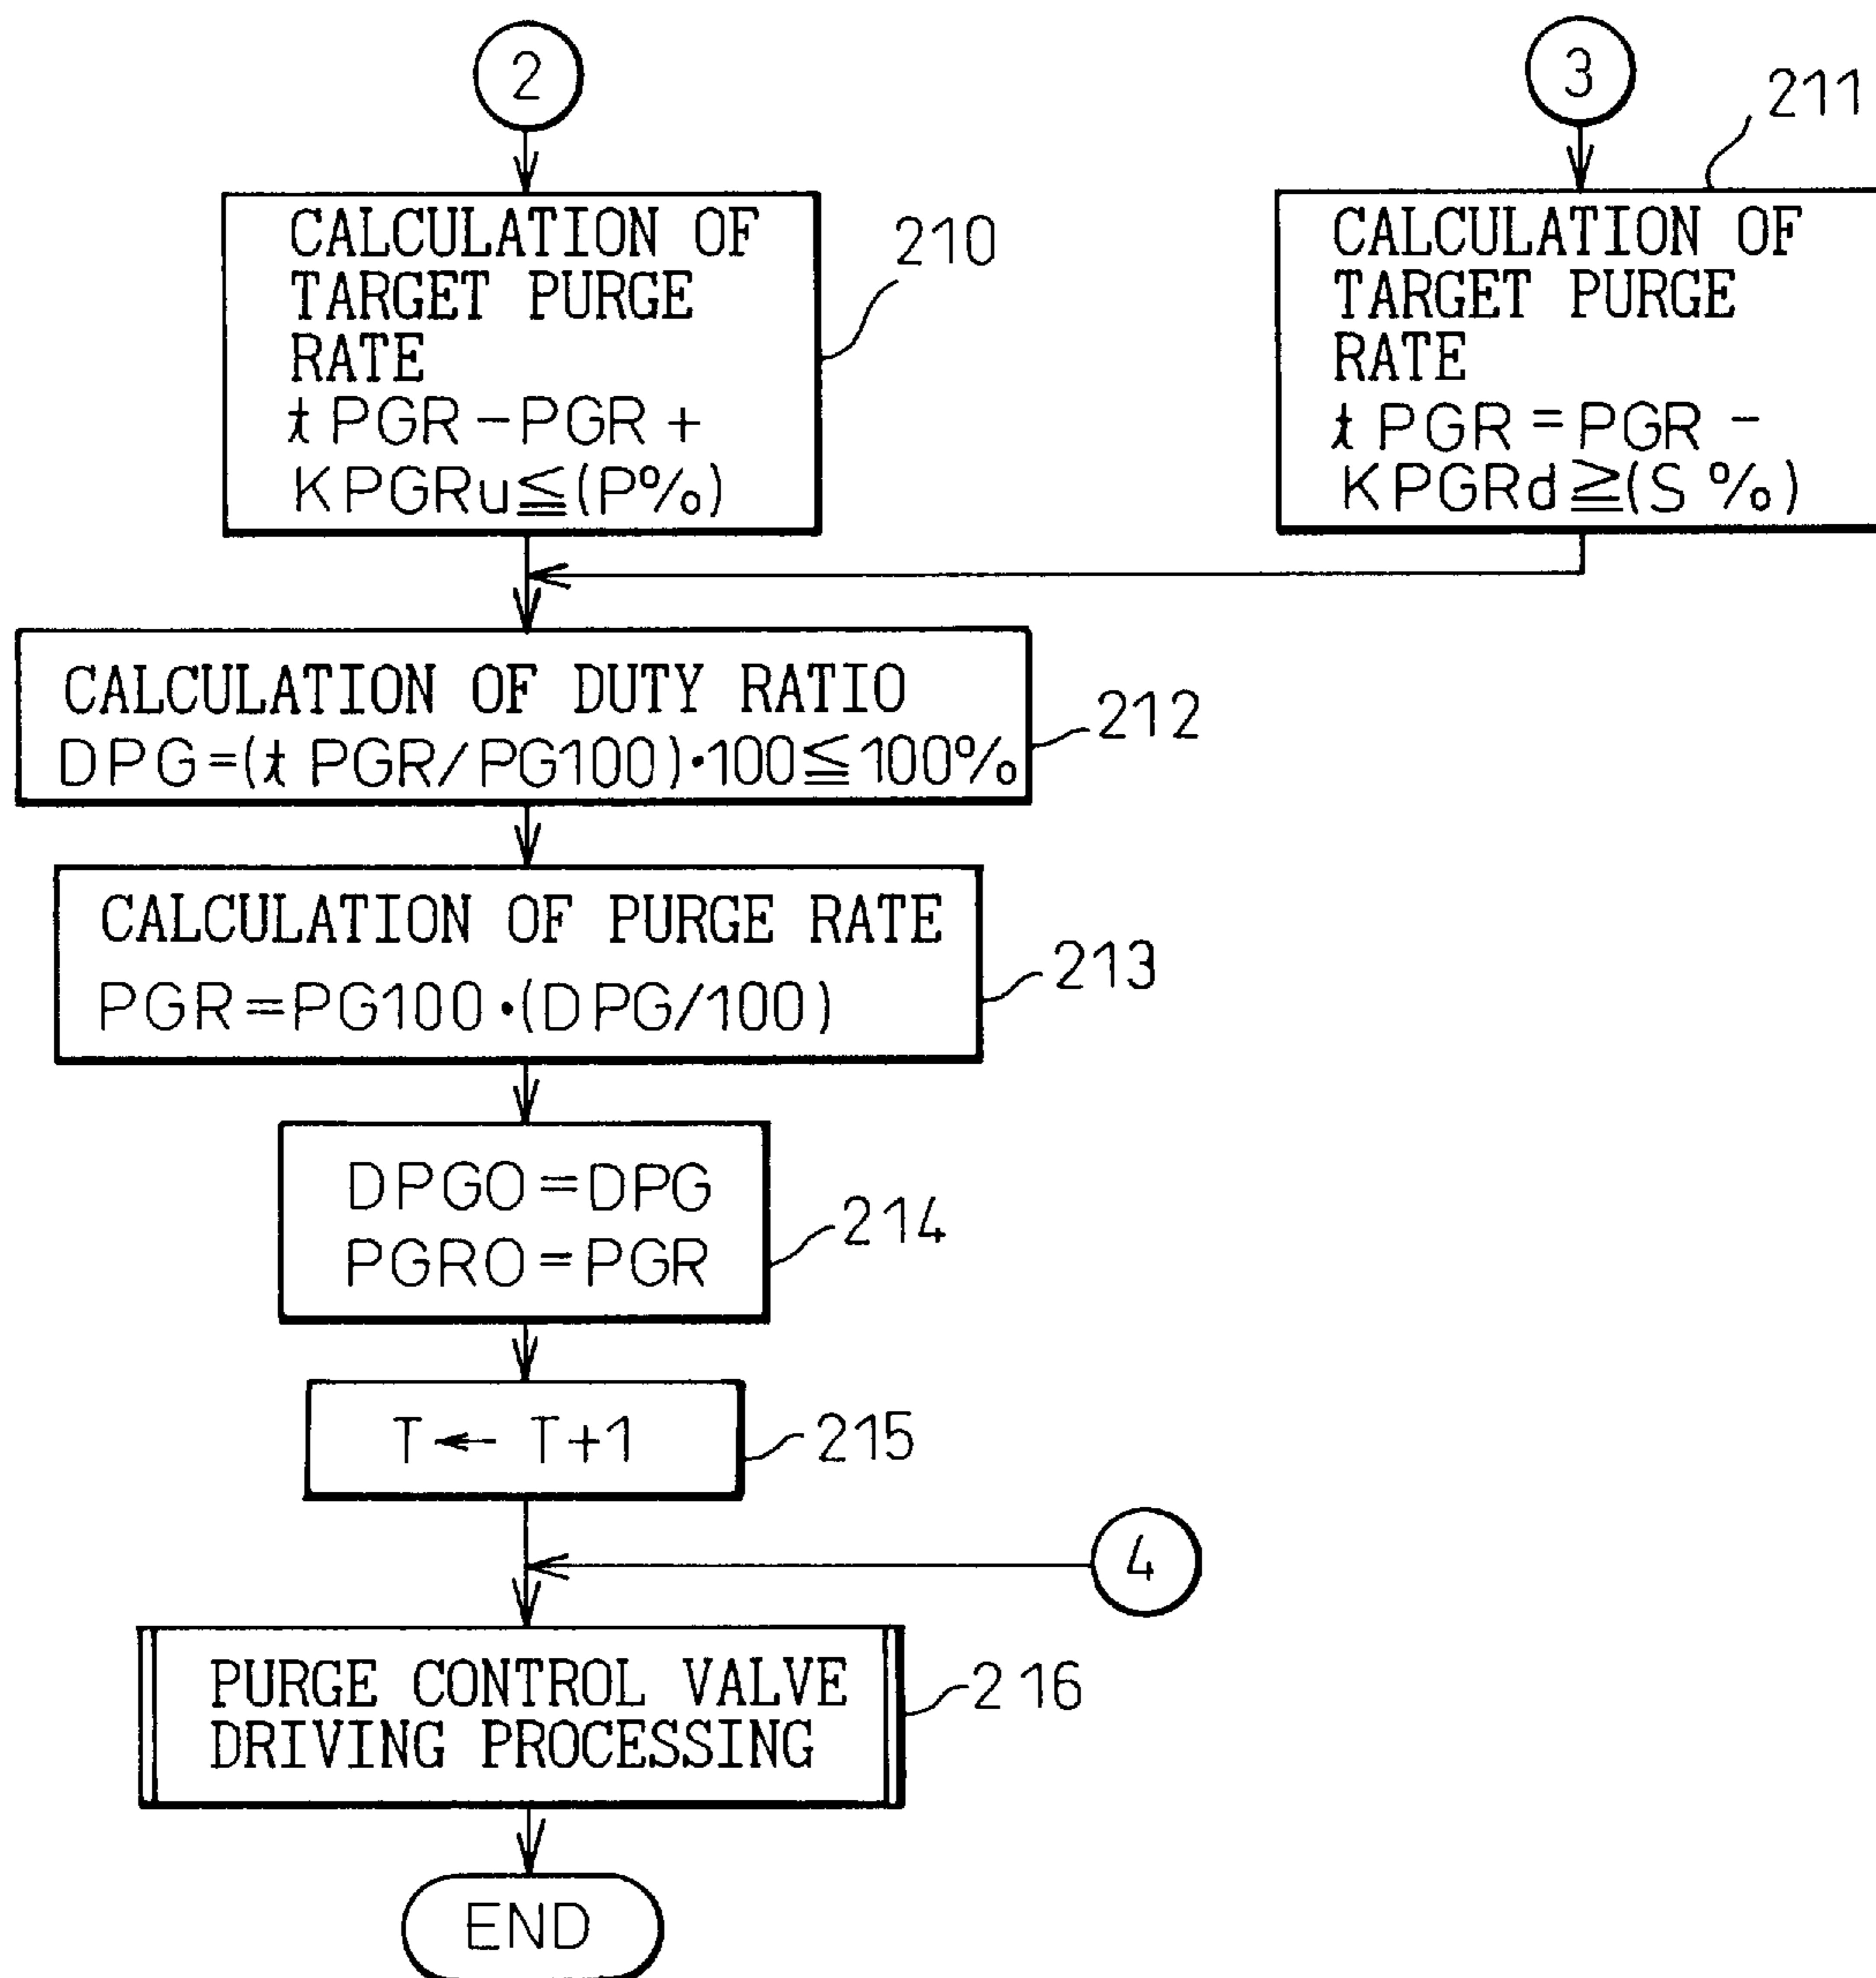 2
3
211
CALCULATION OF
TARGET PURGE
RATE
tPGR-PGR+
KPGRu≦(P%)
210
CALCULATION OF
TARGET PURGE
RATE
tPGR=PGR-
KPGRd≧(S%)
CALCULATION OF DUTY RATIO
DPG=(tPGR/PG100)·100≦100%
212
CALCULATION OF PURGE RATE
PGR=PG100·(DPG/100)
213
DPGO=DPG
PGRO=PGR
214
T← T+1
215
4
PURGE CONTROL VALVE
DRIVING PROCESSING
216
END